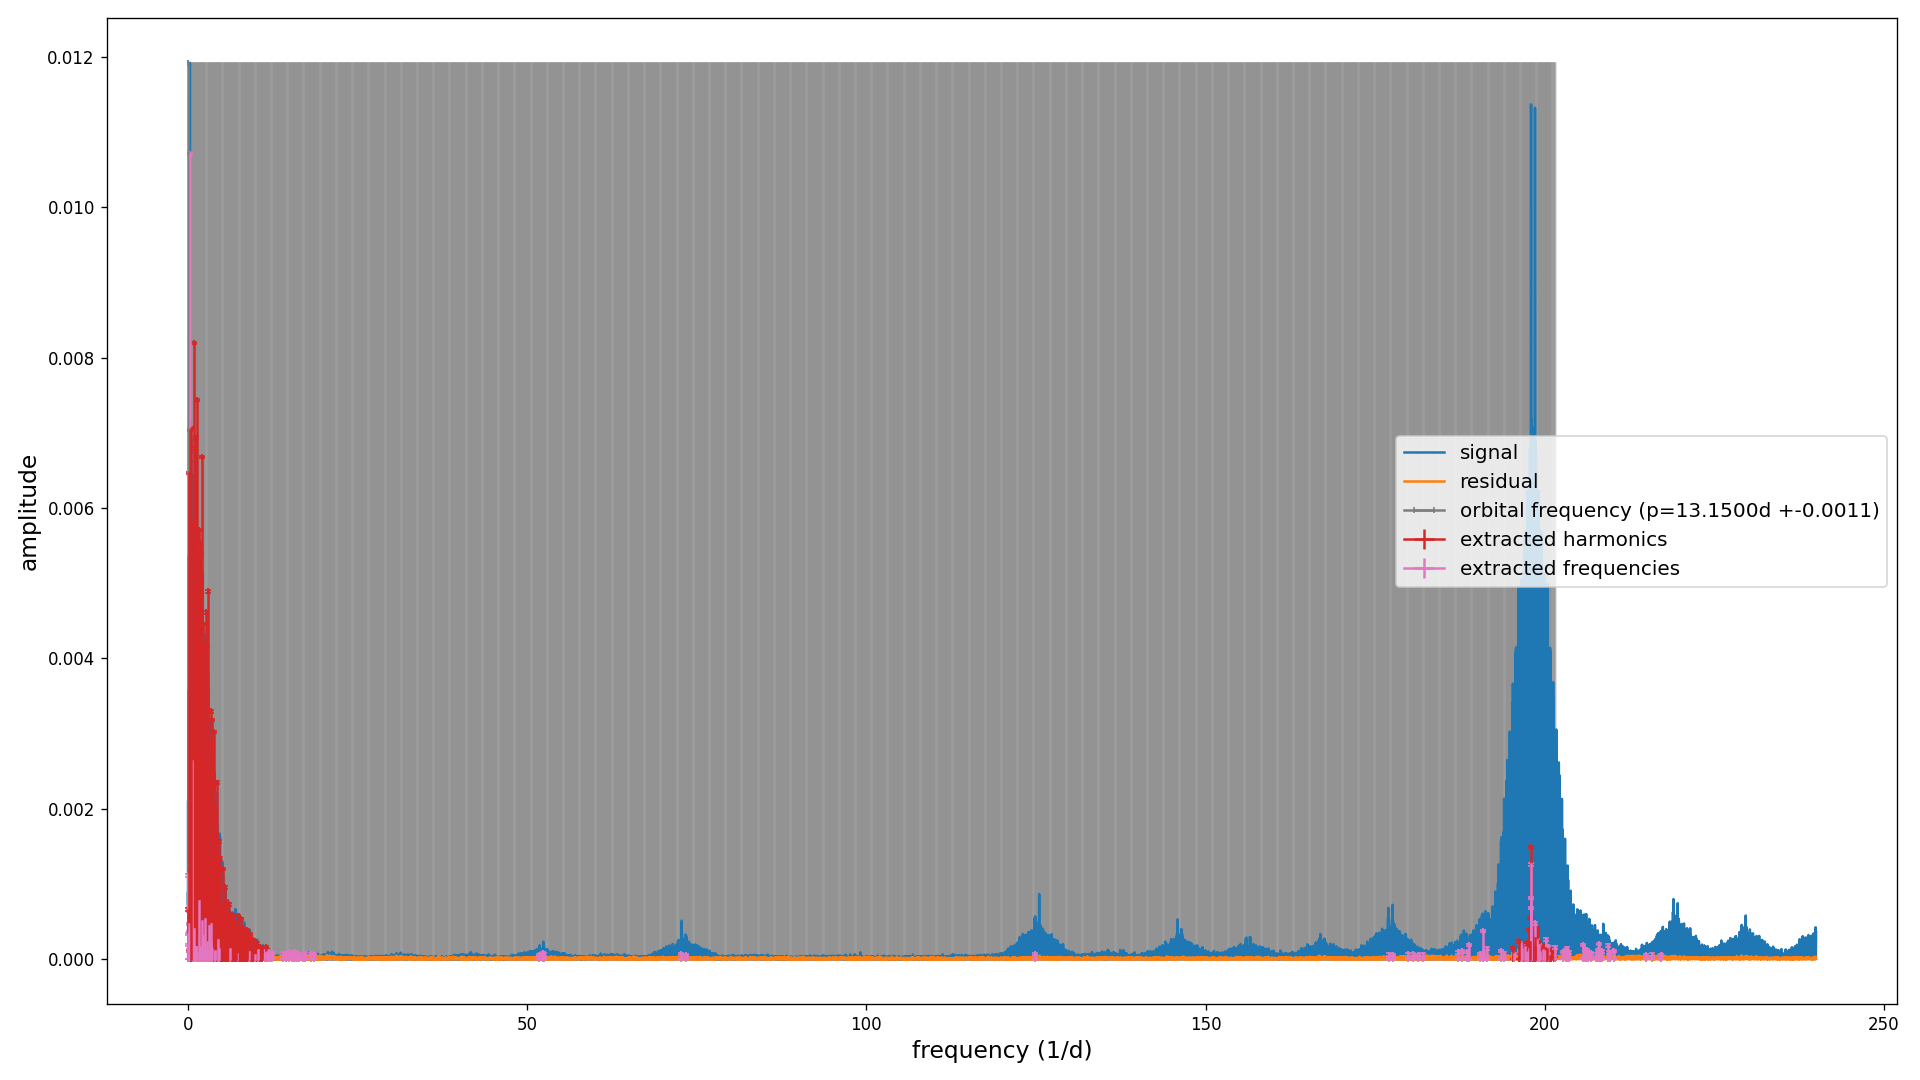 0.012
0.010
0.008
0.006
0.004
0.002
0.000
amplitude
signal
residual
orbital frequency (p=13.1500d +-0.0011)
extracted harmonics
extracted frequencies
0 50 100 150 200 250
frequency (1/d)